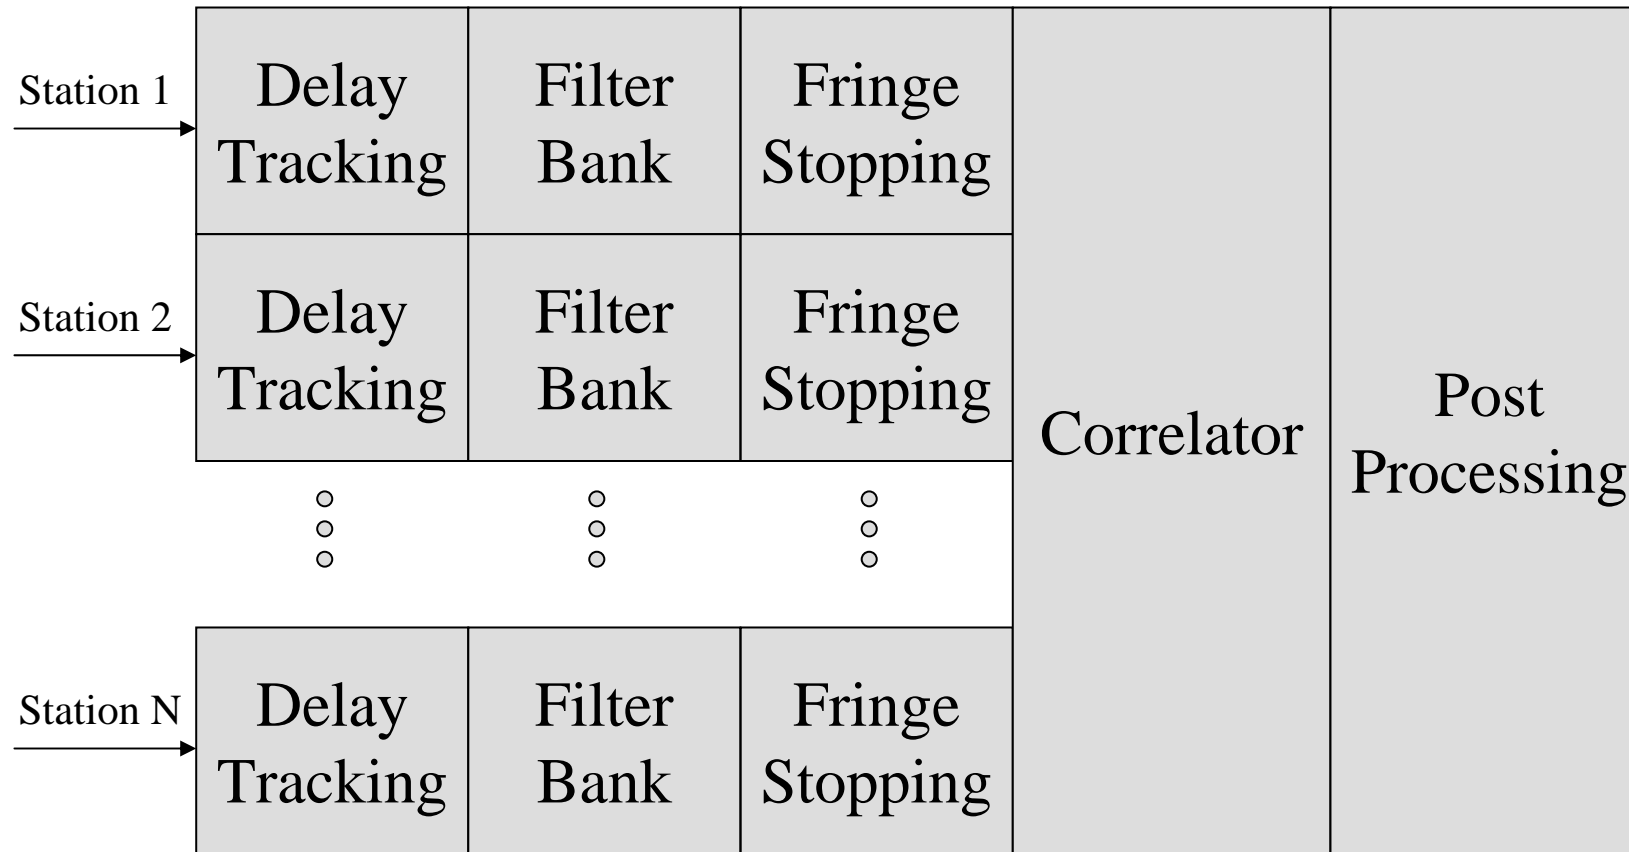 Station 1
Delay
Tracking
Filter
Bank
Fringe
Stopping
Station 2
Delay
Tracking
Filter
Bank
Fringe
Stopping
Correlator
Post
Processing
Station N
Delay
Tracking
Filter
Bank
Fringe
Stopping